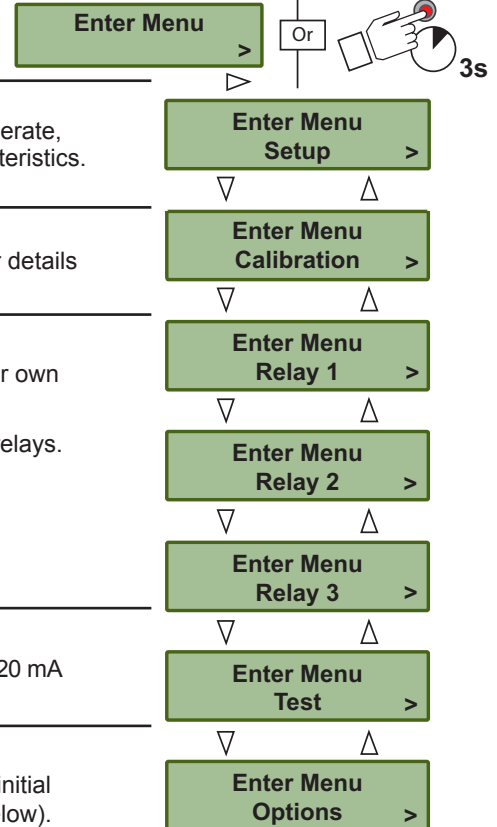 Enter Menu
>
Or
3s
erate,
teristics.
Enter Menu
Setup >
details
Enter Menu
Calibration >
r own
elays.
Enter Menu
Relay 1 >
Enter Menu
Relay 2 >
Enter Menu
Relay 3 >
20 mA
Enter Menu
Test >
initial
low).
Enter Menu
Options >